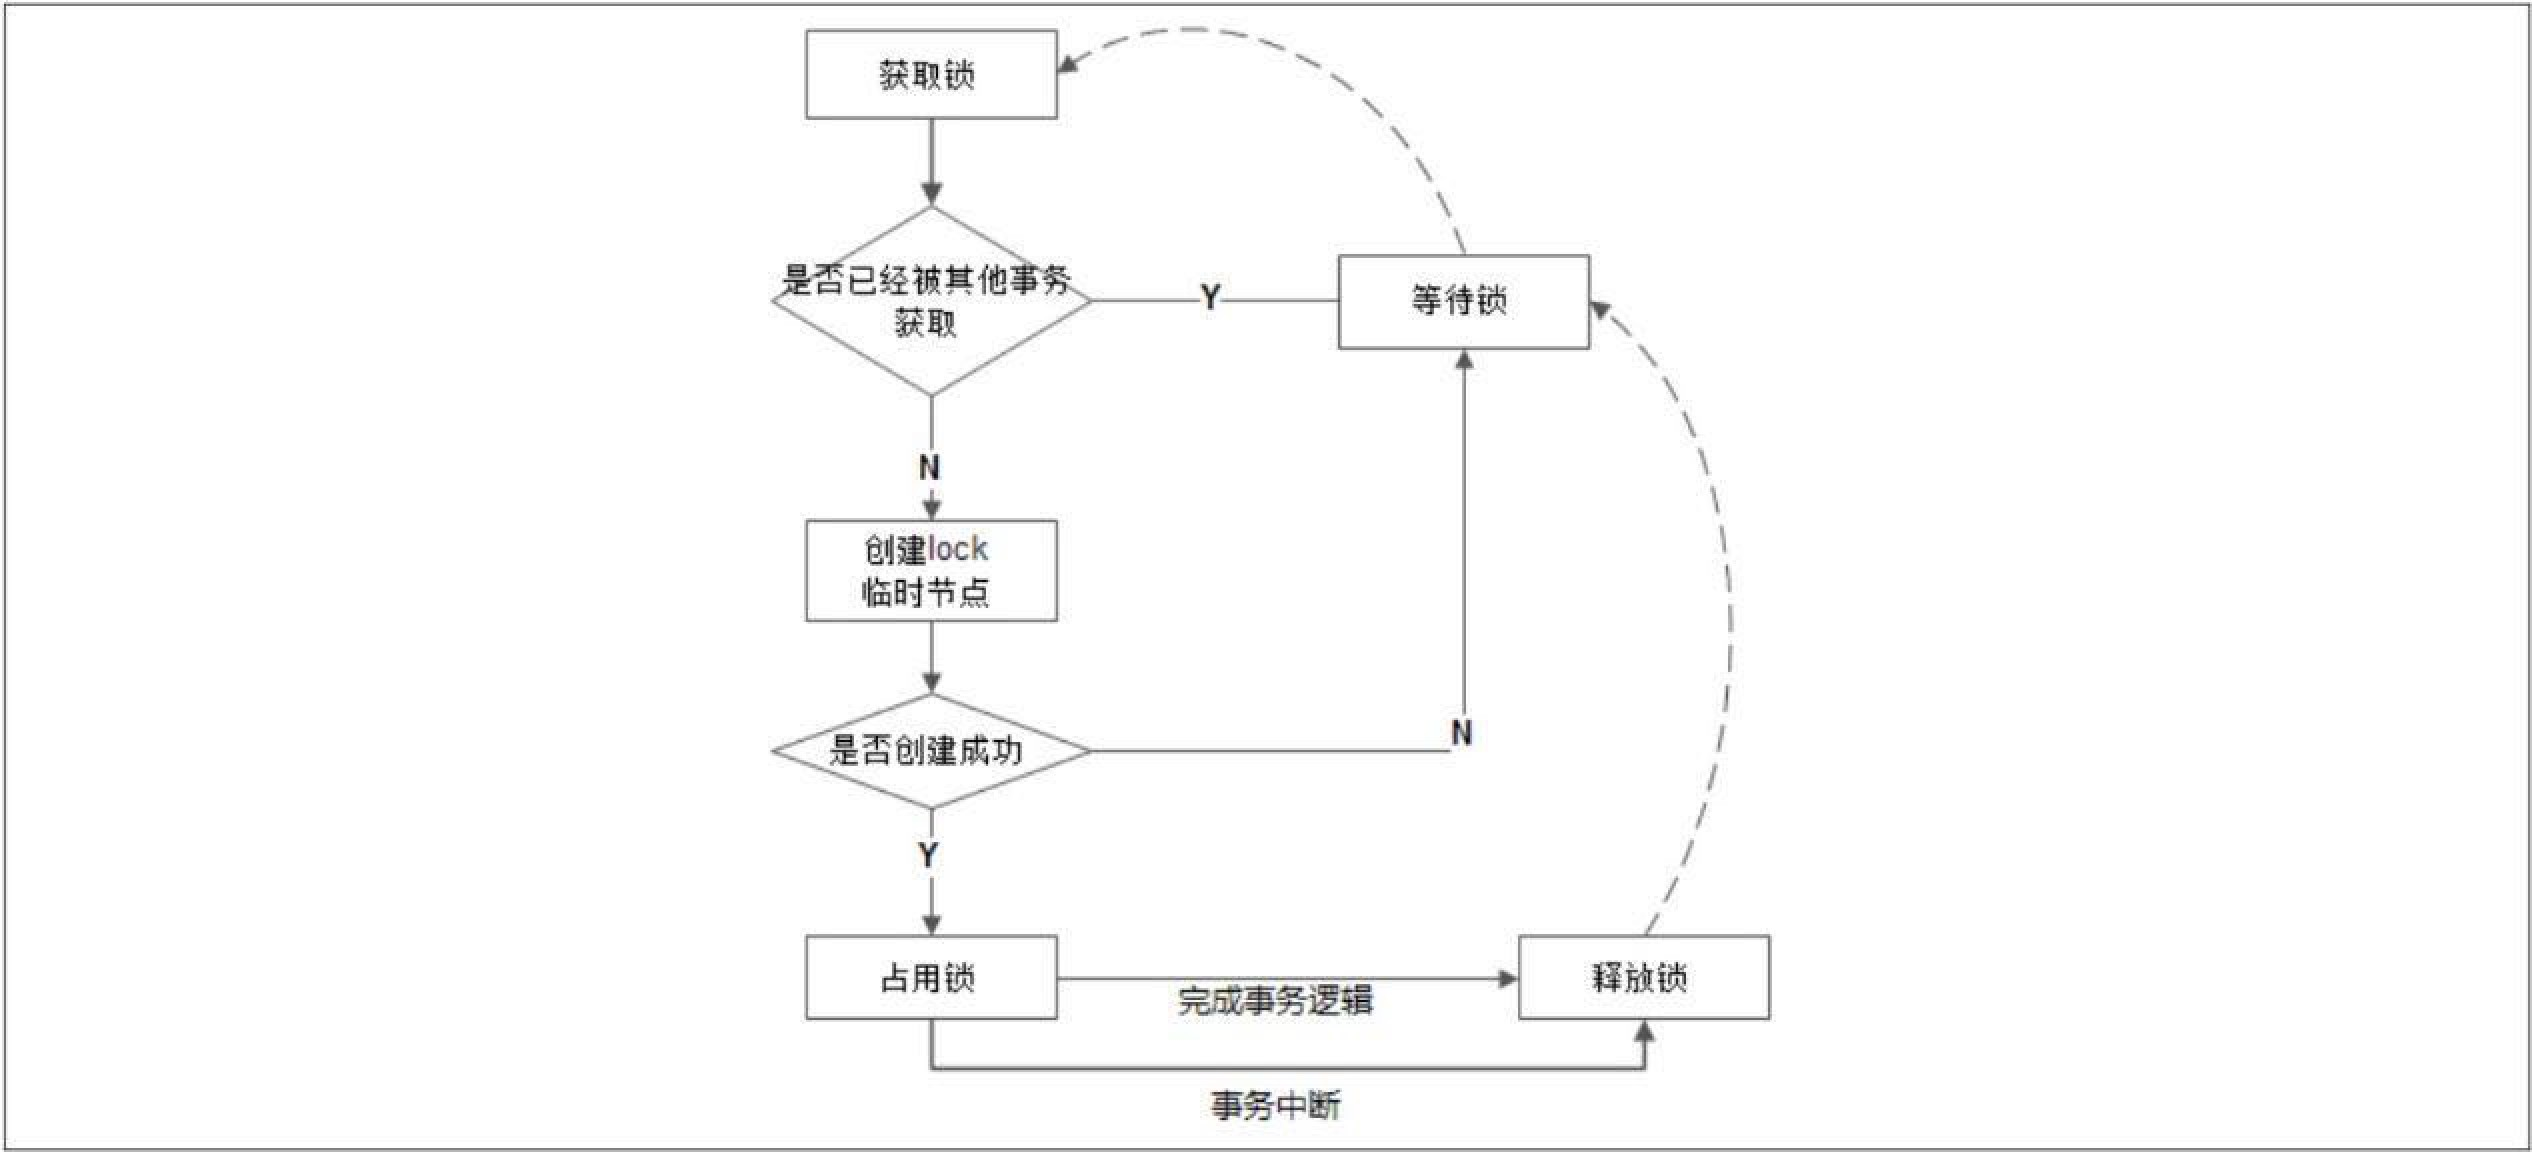 获取锁
是否已经被其他事务
获取
Y
等待锁
N
创建lock
临时节点
是否创建成功
N
Y
占用锁
完成事务逻辑
释放锁
事务中断